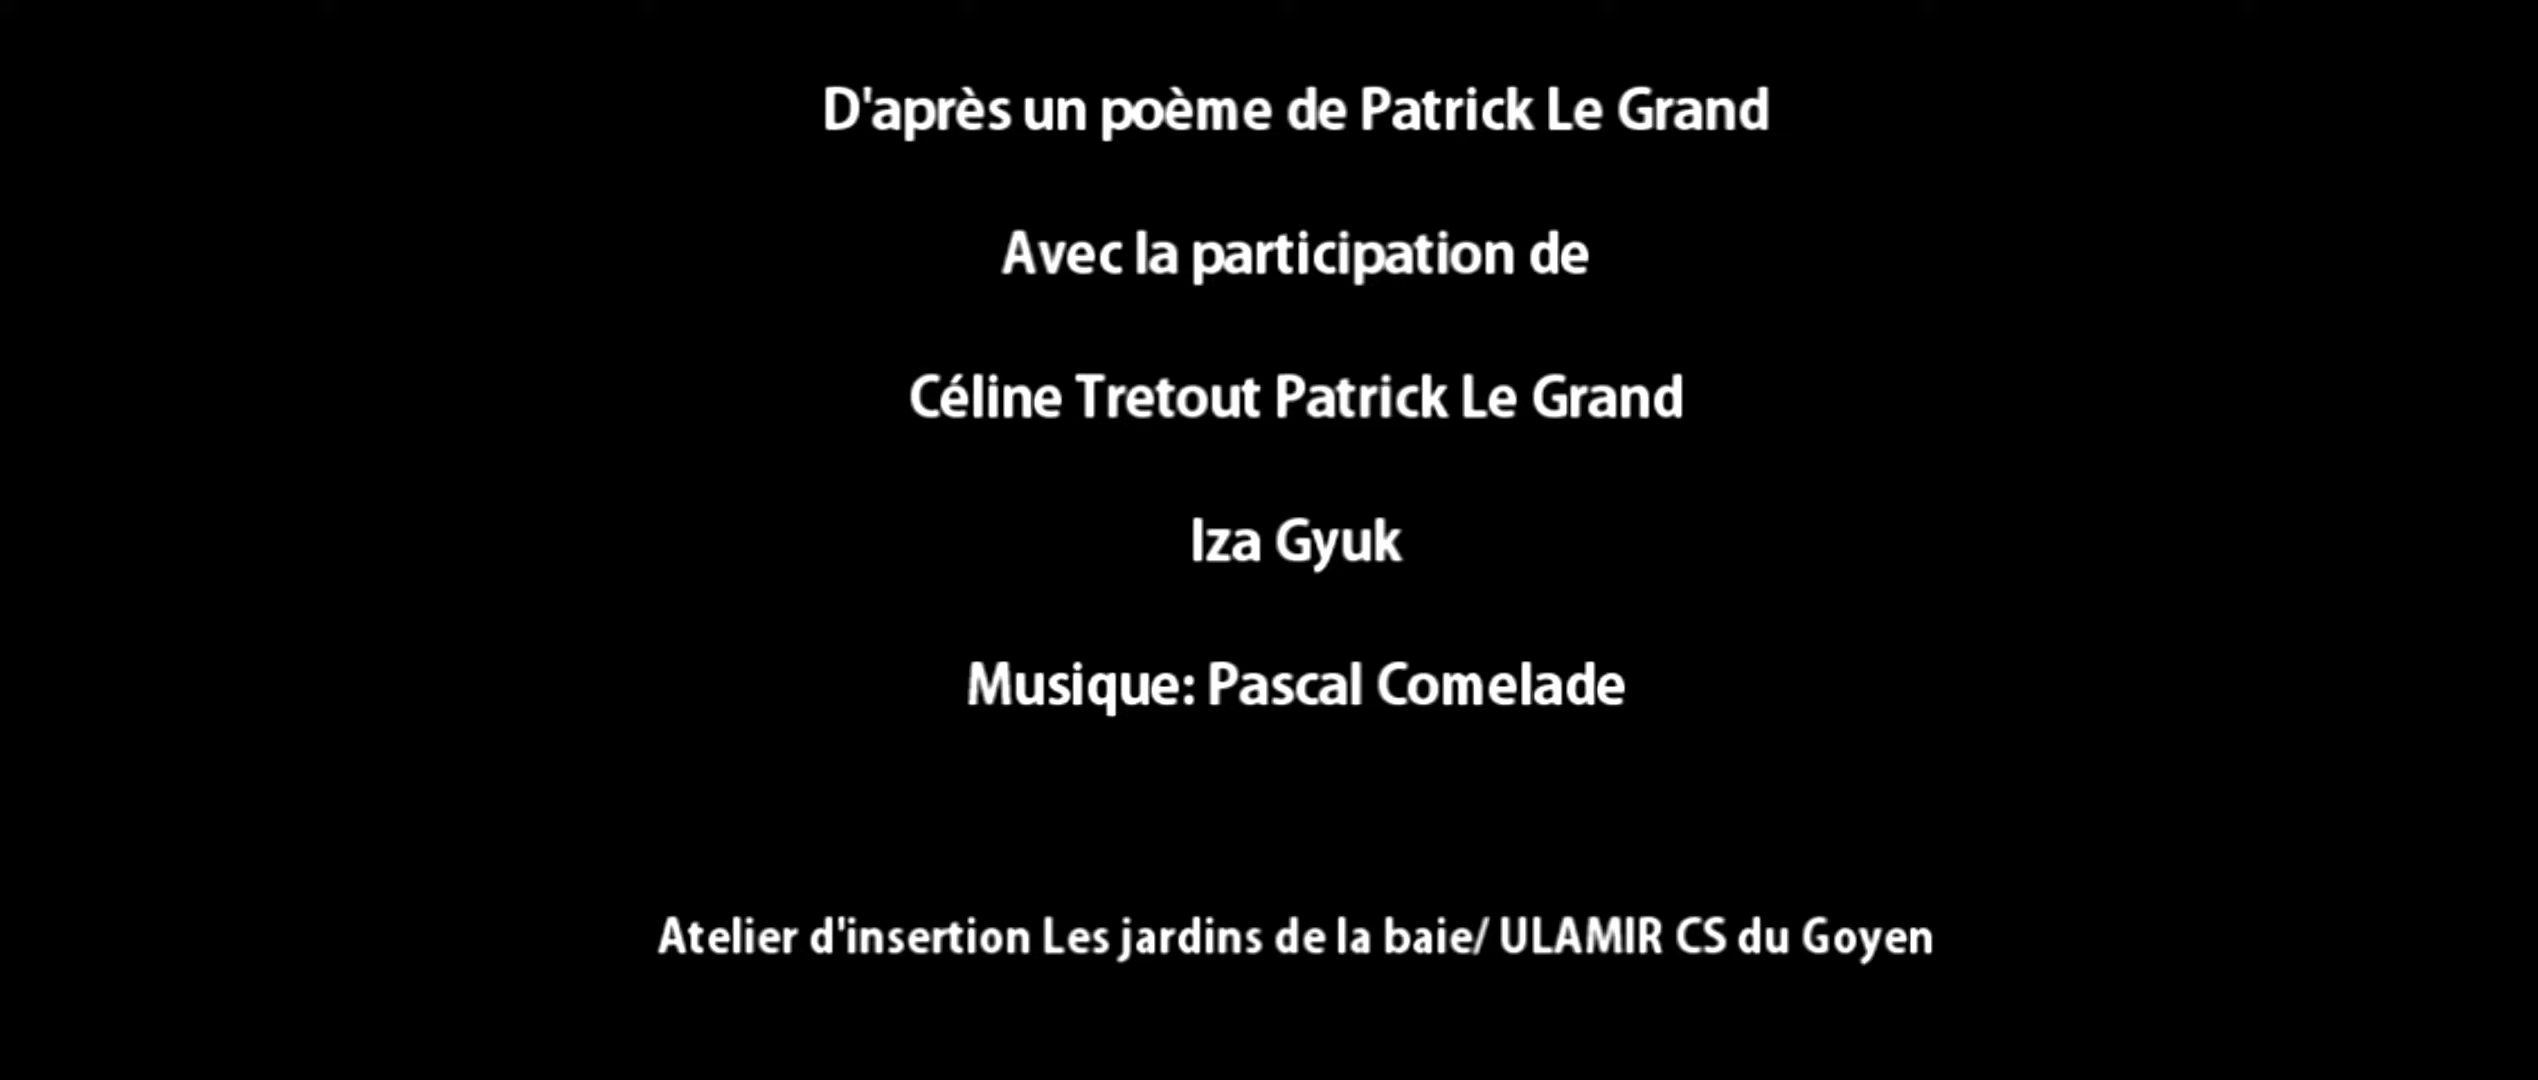 D'après un poème de Patrick Le Grand
Avec la participation de
Céline Tretout Patrick Le Grand
Iza Gyuk
Musique: Pascal Comelade
Atelier d'insertion Les jardins de la baie/ ULAMIR CS du Goyen